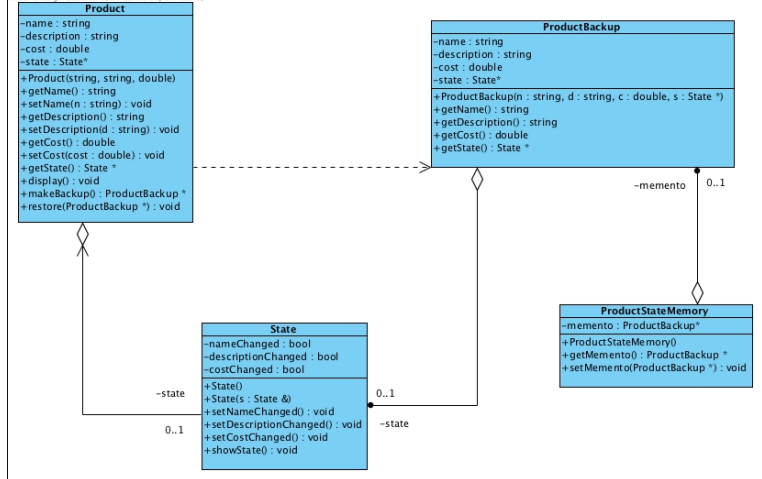 Product
-name : string
-description : string
-cost : double
-state : State*
+Product(string, string, double)
+getName() : string
+setName(n : string) : void
+getDescription() : string
+setDescription(d : string) : void
+getCost() : double
+setCost(cost : double) : void
+getState() : State *
+display() : void
+makeBackup() : ProductBackup *
+restore(ProductBackup *) : void
ProductBackup
-name : string
-description : string
-cost : double
-state : State*
+ProductBackup(n : string, d : string, c : double, s : State *)
+getName() : string
+getDescription() : string
+getCost() : double
+getState() : State *
-memento
0..1
ProductStateMemory
-memento : ProductBackup*
+ProductStateMemory()
+getMemento() : ProductBackup *
+setMemento(ProductBackup *) : void
State
-nameChanged : bool
-descriptionChanged : bool
-costChanged : bool
+State()
+State(s : State &)
+setNameChanged() : void
+setDescriptionChanged() : void
+setCostChanged() : void
+showState() : void
-state
0..1
0..1
-state